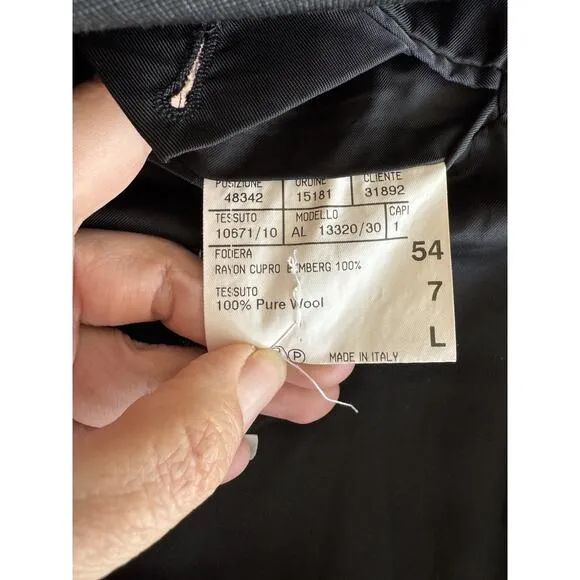 POSIZIONE ORDINE CLIENTE
48342 15181 31892
TESSUTO MODELLO CAPI
10671/10 AL 13320/30 1
FODERA 54
RAYON CUPRO BEMBERG 100%
TESSUTO 7
100% Pure Wool
P MADE IN ITALY L